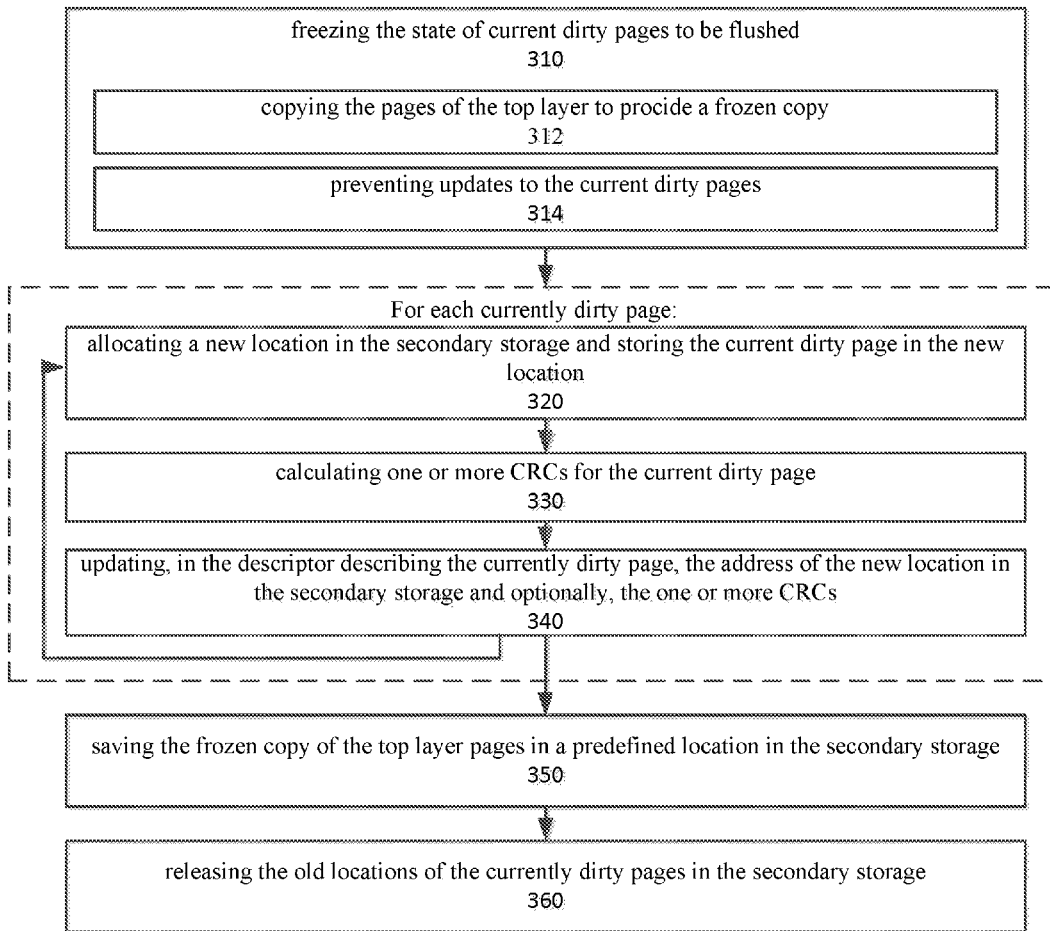 freezing the state of current dirty pages to be flushed
310
copying the pages of the top layer to procide a frozen copy
312
preventing updates to the current dirty pages
314
For each currently dirty page:
allocating a new location in the secondary storage and storing the current dirty page in the new
location
320
calculating one or more CRCs for the current dirty page
330
updating, in the descriptor describing the currently dirty page, the address of the new location in
the secondary storage and optionally, the one or more CRCs
340
saving the frozen copy of the top layer pages in a predefined location in the secondary storage
350
releasing the old locations of the currently dirty pages in the secondary storage
360